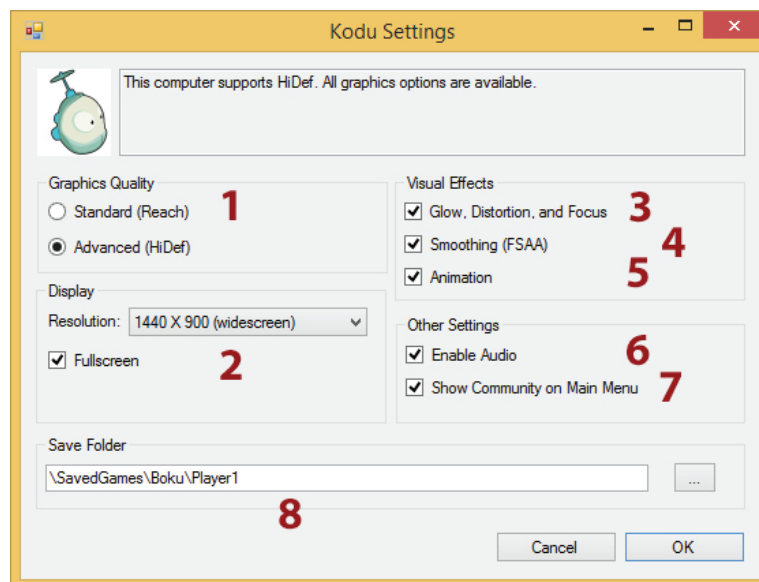 Kodu Settings
This computer supports HiDef. All graphics options are available.
Graphics Quality
Standard (Reach)
1
Advanced (HiDef)
Display
Resolution: 1440 X 900 (widescreen)
Fullscreen
2
Visual Effects
Glow, Distortion, and Focus
3
Smoothing (FSAA)
4
Animation
5
Other Settings
Enable Audio
6
Show Community on Main Menu
7
Save Folder
\SavedGames\Boku\Player1
...
8
Cancel
OK